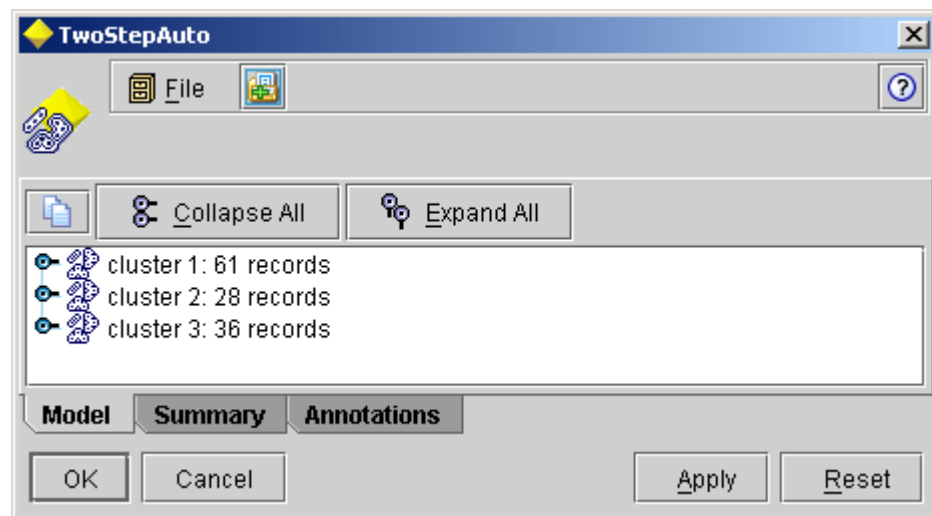 TwoStepAuto
File
Collapse All
Expand All
cluster 1: 61 records
cluster 2: 28 records
cluster 3: 36 records
Model
Summary
Annotations
OK
Cancel
Apply
Reset